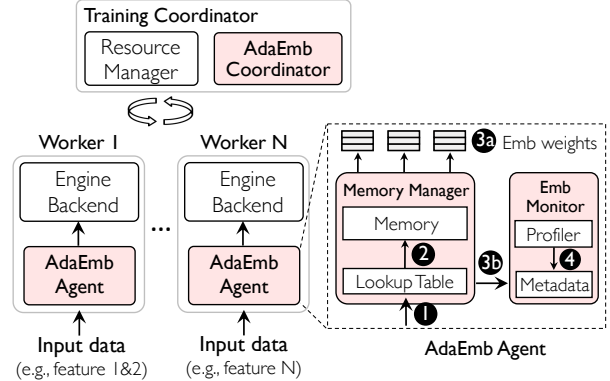 Training Coordinator
Resource
Manager
AdaEmb
Coordinator
Worker 1
Worker N
Engine
Backend
...
Engine
Backend
AdaEmb
Agent
AdaEmb
Agent
Input data
(e.g., feature 1&2)
Input data
(e.g., feature N)
3a Emb weights
Memory Manager
Memory
2
Lookup Table
1
3b
Emb
Monitor
Profiler
4
Metadata
AdaEmb Agent